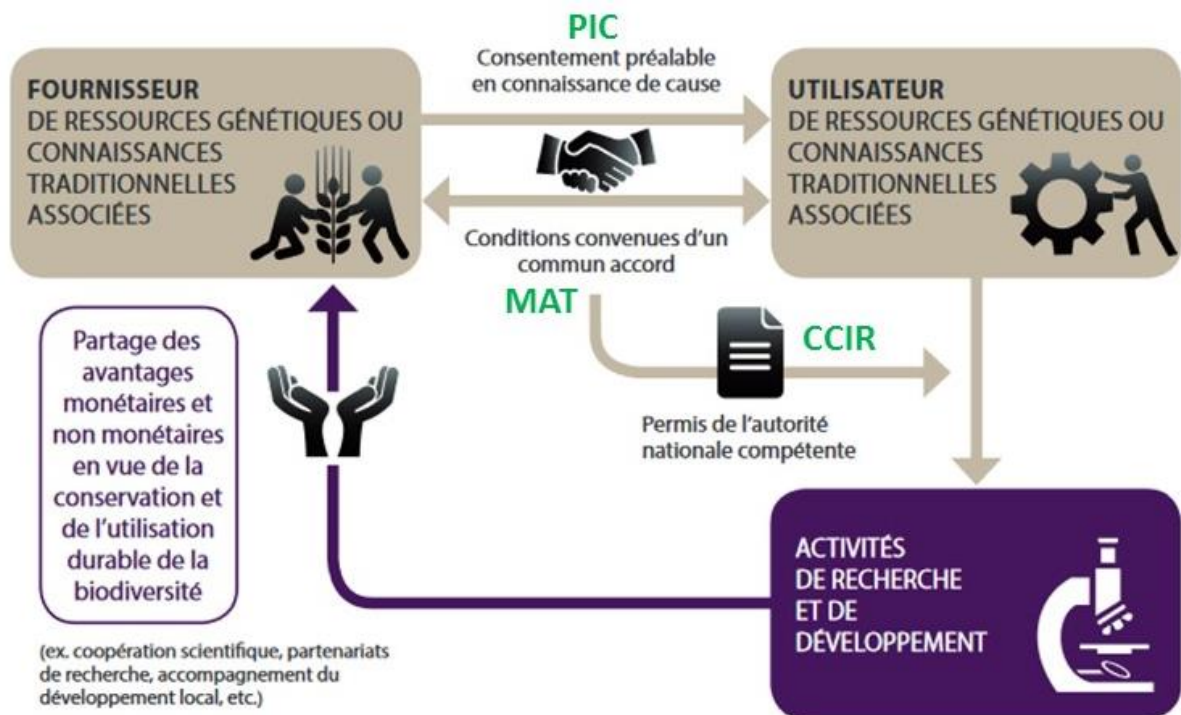 PIC
Consentement préalable
en connaissance de cause
FOURNISSEUR
DE RESSOURCES GÉNÉTIQUES OU
CONNAISSANCES
TRADITIONNELLES
ASSOCIÉES
UTILISATEUR
DE RESSOURCES GÉNÉTIQUES OU
CONNAISSANCES
TRADITIONNELLES
ASSOCIÉES
Conditions convenues d’un
commun accord
MAT
CCIR
Permis de l’autorité
nationale compétente
Partage des
avantages
monétaires et
non monétaires
en vue de la
conservation et
de l’utilisation
durable de la
biodiversité
(ex. coopération scientifique, partenariats
de recherche, accompagnement du
développement local, etc.)
ACTIVITÉS
DE RECHERCHE
ET DE
DÉVELOPPEMENT